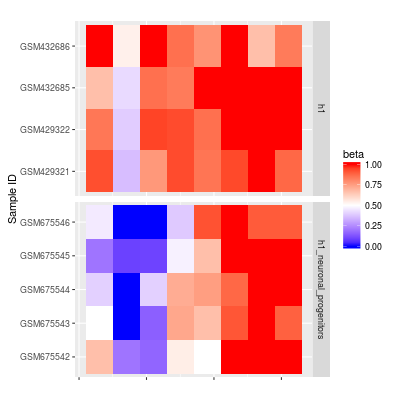 GSM432686
GSM432685
GSM429322
GSM429321
h1
GSM675546
GSM675545
GSM675544
GSM675543
GSM675542
h1_neuronal_progenitors
Sample ID
beta
1.00
0.75
0.50
0.25
0.00